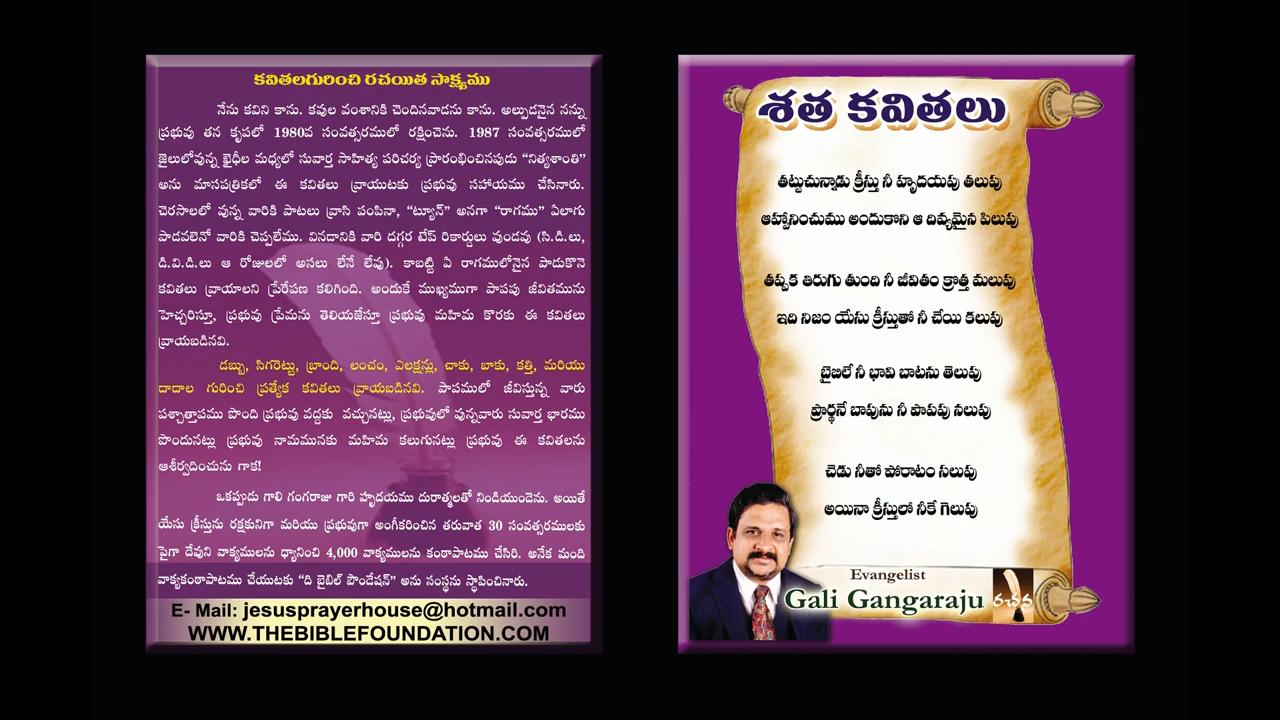 కవితలగురించి రచయిత సాక్ష్యము
నేను కవిని కాను. కవుల వంశానికి చెందినవాడను కాను. అల్పుడనైన నన్ను
ప్రభువు తన కృపలో 1980వ సంవత్సరములో రక్షించెను. 1987 సంవత్సరములో
జైలులోవున్న ఖైధీల మధ్యలో సువార్త సాహిత్య పరిచర్య ప్రారంభించినపుడు “నిత్యశాంతి”
అను మాసపత్రికలో ఈ కవితలు వ్రాయుటకు ప్రభువు సహాయము చేసినారు.
చెరసాలలో వున్న వారికి పాటలు వ్రాసి పంపినా, “ట్యూన్” అనగా “రాగము” ఏలాగు
పాడవలెనో వారికి చెప్పలేము. వినడానికి వారి దగ్గర టేప్ రికార్డులు వుండవు (సి.డి.లు,
డి.వి.డి.లు ఆ రోజులలో అసలు లేనే లేవు). కాబట్టి ఏ రాగములోనైన పాడుకొనె
కవితలు వ్రాయాలని ప్రేరేపణ కలిగింది. అందుకే ముఖ్యముగా పాపపు జీవితమును
హెచ్చరిస్తూ, ప్రభువు ప్రేమను తెలియజేస్తూ ప్రభువు మహిమ కొరకు ఈ కవితలు
వ్రాయబడినవి.
డబ్బు, సిగరెట్టు, బ్రాంది, లంచం, ఎలక్షన్లు, చాకు, బాకు, కత్తి, మరియు
దాదాల గురించి ప్రత్యేక కవితలు వ్రాయబడినవి. పాపములో జీవిస్తున్న వారు
పశ్చాత్తాపము పొంది ప్రభువు వద్దకు వచ్చునట్లు, ప్రభువులో వున్నవారు సువార్త భారము
పొందునట్లు ప్రభువు నామమునకు మహిమ కలుగునట్లు ప్రభువు ఈ కవితలను
ఆశీర్వదించును గాక!
ఒకప్పుడు గాలి గంగరాజు గారి హృదయము దురాత్మలతో నిండియుండెను. అయితే
యేసు క్రీస్తును రక్షకునిగా మరియు ప్రభువుగా అంగీకరించిన తరువాత 30 సంవత్సరములకు
పైగా దేవుని వాక్యములను ధ్యానించి 4,000 వాక్యములను కంఠాపాటము చేసిరి. అనేక మంది
వాక్యకంఠాపాటము చేయుటకు “ది బైబిల్ పౌండేషన్” అను సంస్థను స్థాపించినారు.
E- Mail: jesusprayerhouse@hotmail.com
WWW.THEBIBLEFOUNDATION.COM
శత కవితలు
తట్టుచున్నాడు క్రీస్తు నీ హృదయపు తలుపు
ఆహ్వానించుము అందుకొని ఆ దివ్యమైన పిలుపు
తప్పక తిరుగు తుంది నీ జీవితం క్రొత్త మలుపు
ఇది నిజం యేసు క్రీస్తుతో నీ చేయి కలుపు
బైబిలే నీ భావి బాటను తెలుపు
ప్రార్థనే బాపును నీ పాపపు నలుపు
చెడు నీతో పోరాటం సలుపు
అయినా క్రీస్తులో నీకే గెలుపు
Evangelist
Gali Gangaraju
రచన